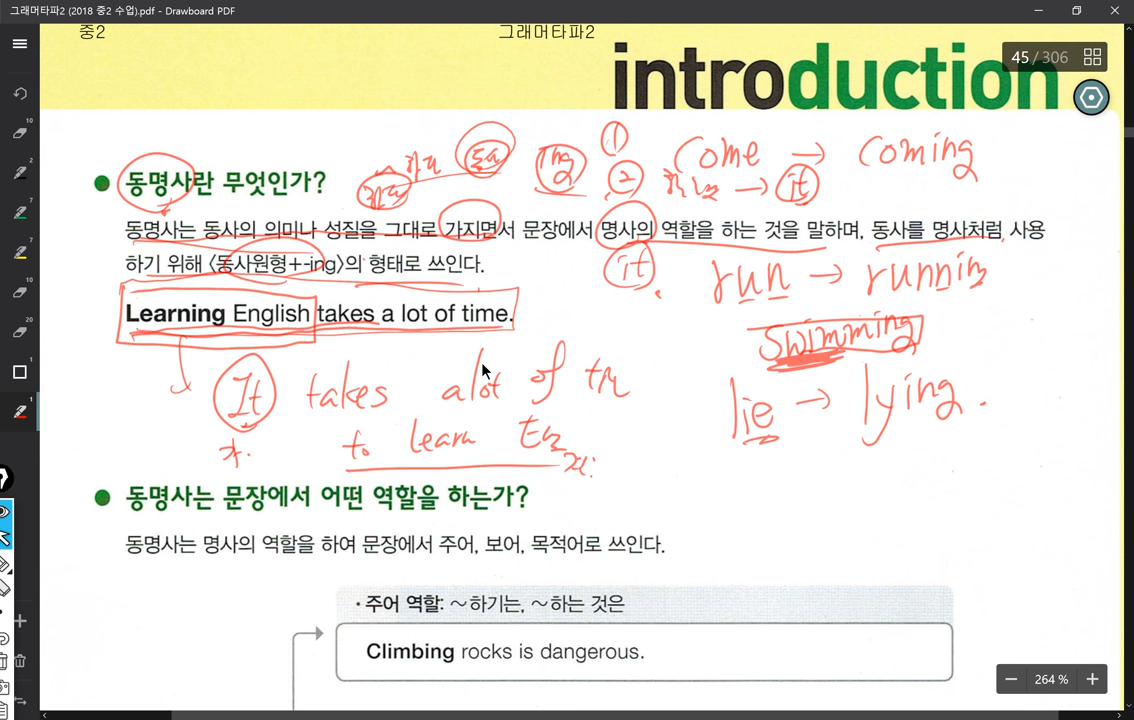 그래머타파2 (2018 중2 수업).pdf - Drawboard PDF
중2
그래머타파2
introduction
45 / 306
① come → coming
동사 ing ②
it
동명사란 무엇인가?
동명사는 동사의 의미나 성질을 그대로 가지면서 문장에서 명사의 역할을 하는 것을 말하며, 동사를 명사처럼 사용
하기 위해 〈동사원형+-ing〉의 형태로 쓰인다.
it
run → running
Learning English takes a lot of time.
swimming
It takes a lot of
lie → lying.
to learn
동명사는 문장에서 어떤 역할을 하는가?
동명사는 명사의 역할을 하여 문장에서 주어, 보어, 목적어로 쓰인다.
• 주어 역할: ~하기는, ~하는 것은
Climbing rocks is dangerous.
264 %